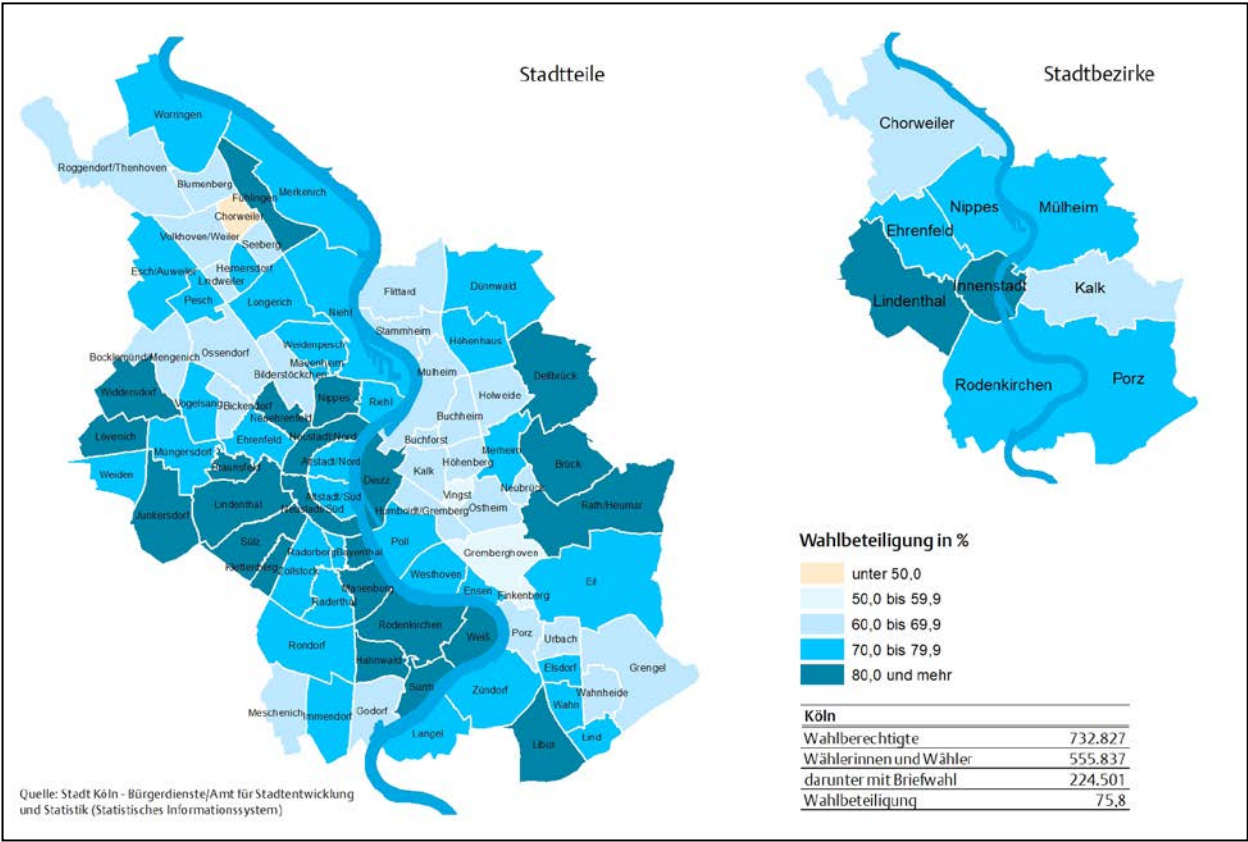 Stadtteile
Worringen
Roggendorf/Thenhoven
Blumenberg
Fühlingen
Merkenich
Chorweiler
Volkhoven/Weiler
Seeberg
Heimersdorf
Lindweiler
Esch/Auweiler
Pesch
Longerich
Niehl
Flittard
Dünnwald
Stammheim
Höhenhaus
Weidenpesch
Mauenheim
Ossendorf
Bocklemünd/Mengenich
Bilderstöckchen
Mülheim
Dellbrück
Widdersdorf
Vogelsang
Bickendorf
Nippes
Riehl
Holweide
Neuehrenfeld
Buchheim
Lövenich
Ehrenfeld
Neustadt/Nord
Buchforst
Müngersdorf
Merheim
Weiden
Braunsfeld
Altstadt/Nord
Kalk
Höhenberg
Brück
Deutz
Neubrück
Junkersdorf
Lindenthal
Altstadt/Süd
Neustadt/Süd
Vingst
Humboldt/Gremberg
Ostheim
Rath/Heumar
Sülz
Raderberg
Bayenthal
Poll
Gremberghoven
Klettenberg
Zollstock
Marienburg
Raderthal
Westhoven
Ensen
Finkenberg
Eil
Rodenkirchen
Weiß
Porz
Urbach
Rondorf
Hahnwald
Elsdorf
Grengel
Sürth
Zündorf
Wahnheide
Meschenich
Immendorf
Godorf
Wahn
Langel
Libur
Lind
Quelle: Stadt Köln - Bürgerdienste/Amt für Stadtentwicklung
und Statistik (Statistisches Informationssystem)
Stadtbezirke
Chorweiler
Nippes
Mülheim
Ehrenfeld
Innenstadt
Lindenthal
Kalk
Rodenkirchen
Porz
Wahlbeteiligung in %
unter 50,0
50,0 bis 59,9
60,0 bis 69,9
70,0 bis 79,9
80,0 und mehr
Köln
Wahlberechtigte 732.827
Wählerinnen und Wähler 555.837
darunter mit Briefwahl 224.501
Wahlbeteiligung 75,8